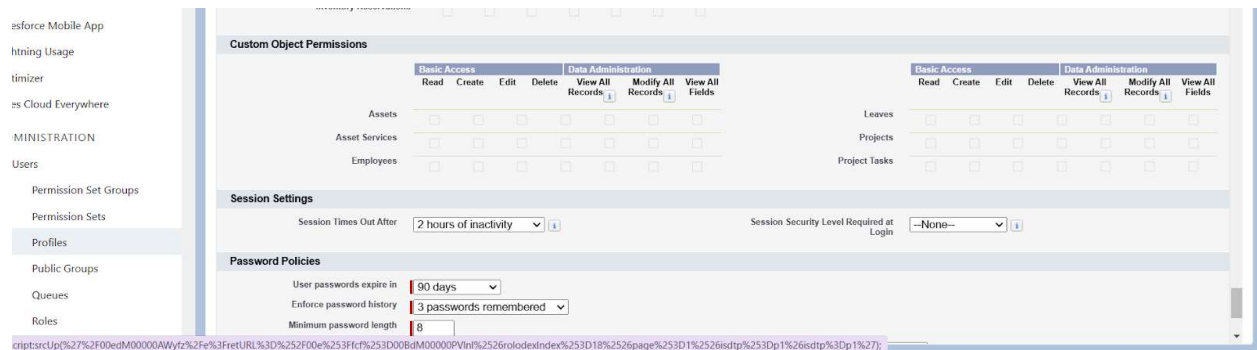 esforce Mobile App
htning Usage
timizer
es Cloud Everywhere
MINISTRATION
Users
Permission Set Groups
Permission Sets
Profiles
Public Groups
Queues
Roles
Inventory Reservations
Custom Object Permissions
Basic Access Data Administration
Read Create Edit Delete View All Records Modify All Records View All Fields
Assets
Asset Services
Employees
Basic Access Data Administration
Read Create Edit Delete View All Records Modify All Records View All Fields
Leaves
Projects
Project Tasks
Session Settings
Session Times Out After 2 hours of inactivity
Session Security Level Required at Login --None--
Password Policies
User passwords expire in 90 days
Enforce password history 3 passwords remembered
Minimum password length 8
cript:srcUp(%27%2F00edM00000AWyfz%2Fe%3FretURL%3D%252F00e%253Ffcf%253D00BdM00000PVInI%2526rolodexIndex%253D18%2526page%253D1%2526isdtp%253Dp1%26isdtp%3Dp1%27);